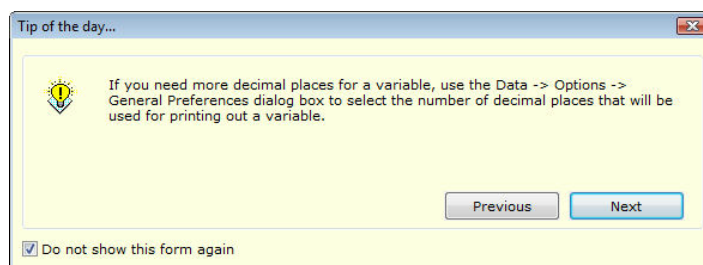 Tip of the day...
If you need more decimal places for a variable, use the Data -> Options ->
General Preferences dialog box to select the number of decimal places that will be
used for printing out a variable.
Previous
Next
Do not show this form again